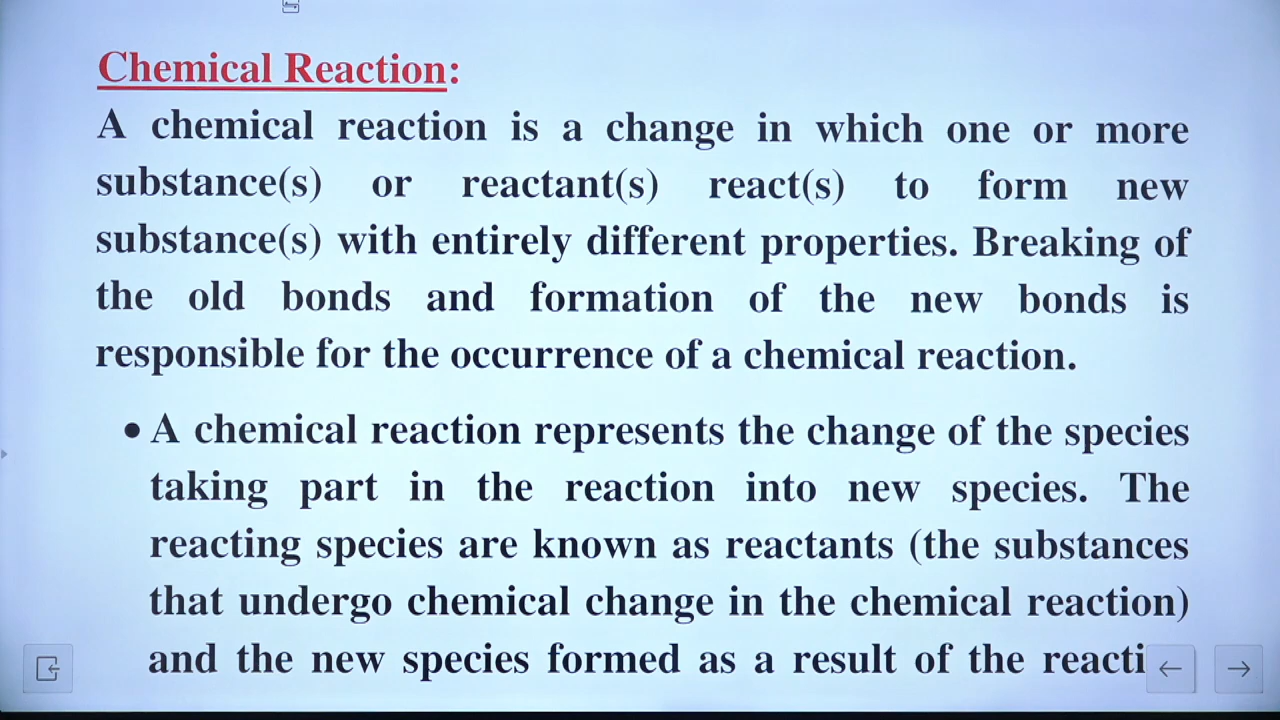 Chemical Reaction:
A chemical reaction is a change in which one or more
substance(s) or reactant(s) react(s) to form new
substance(s) with entirely different properties. Breaking of
the old bonds and formation of the new bonds is
responsible for the occurrence of a chemical reaction.
• A chemical reaction represents the change of the species
taking part in the reaction into new species. The
reacting species are known as reactants (the substances
that undergo chemical change in the chemical reaction)
and the new species formed as a result of the reacti